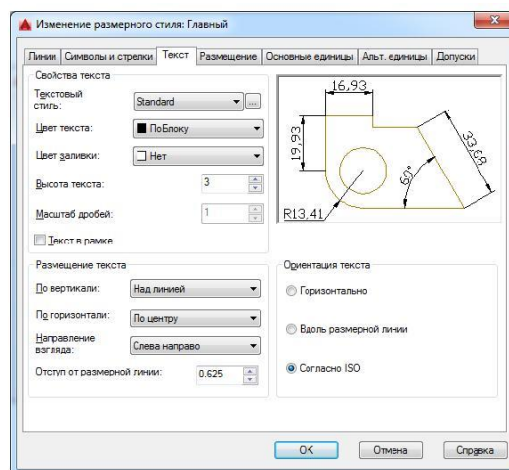 Изменение размерного стиля: Главный
Линии Символы и стрелки Текст Размещение Основные единицы Альт. единицы Допуски
Свойства текста
Текстовый стиль: Standard ...
Цвет текста: ПоБлоку
Цвет заливки: Нет
Высота текста: 3
Масштаб дробей: 1
Текст в рамке
16,93
19,93
33,68
60°
R13,41
Размещение текста
По вертикали: Над линией
По горизонтали: По центру
Направление взгляда: Слева направо
Отступ от размерной линии: 0.625
Ориентация текста
Горизонтально
Вдоль размерной линии
Согласно ISO
OK Отмена Справка